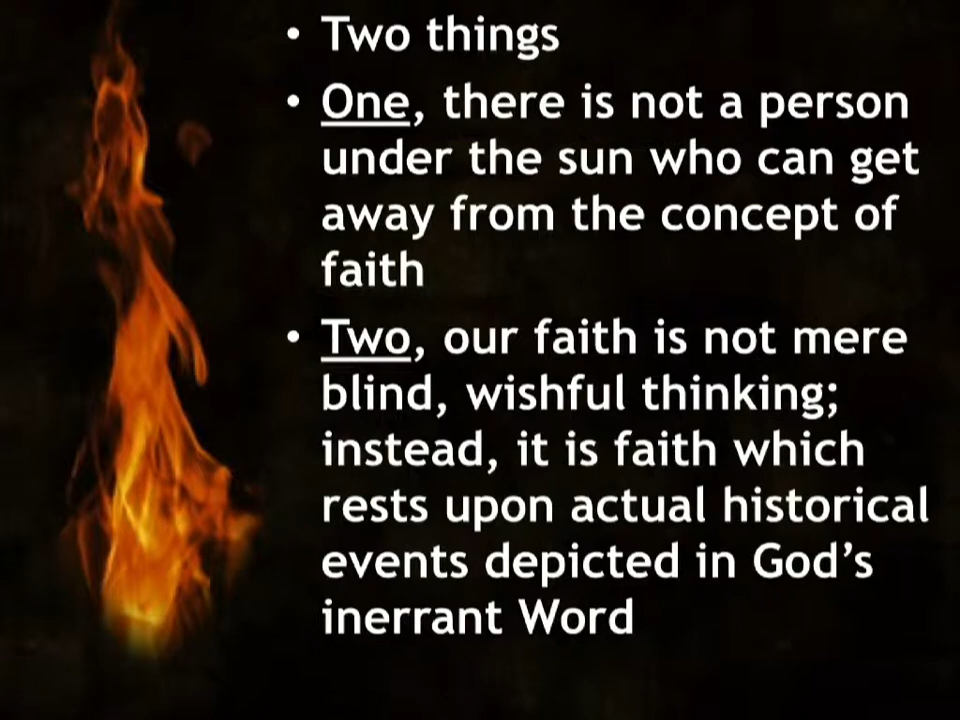 • Two things
• One, there is not a person
under the sun who can get
away from the concept of
faith
• Two, our faith is not mere
blind, wishful thinking;
instead, it is faith which
rests upon actual historical
events depicted in God’s
inerrant Word